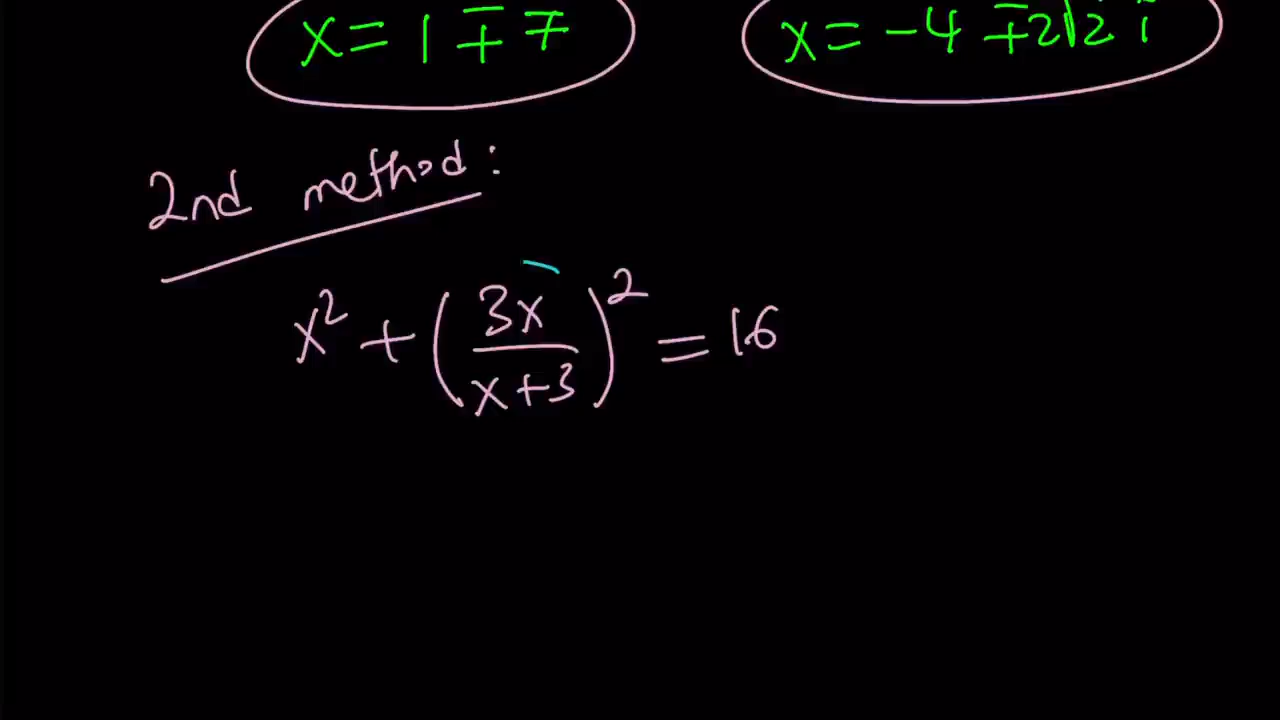 x = 1 ∓ 7 x = -4 ∓ 2√2 i
2nd method:
x² + (3x/(x+3))² = 16